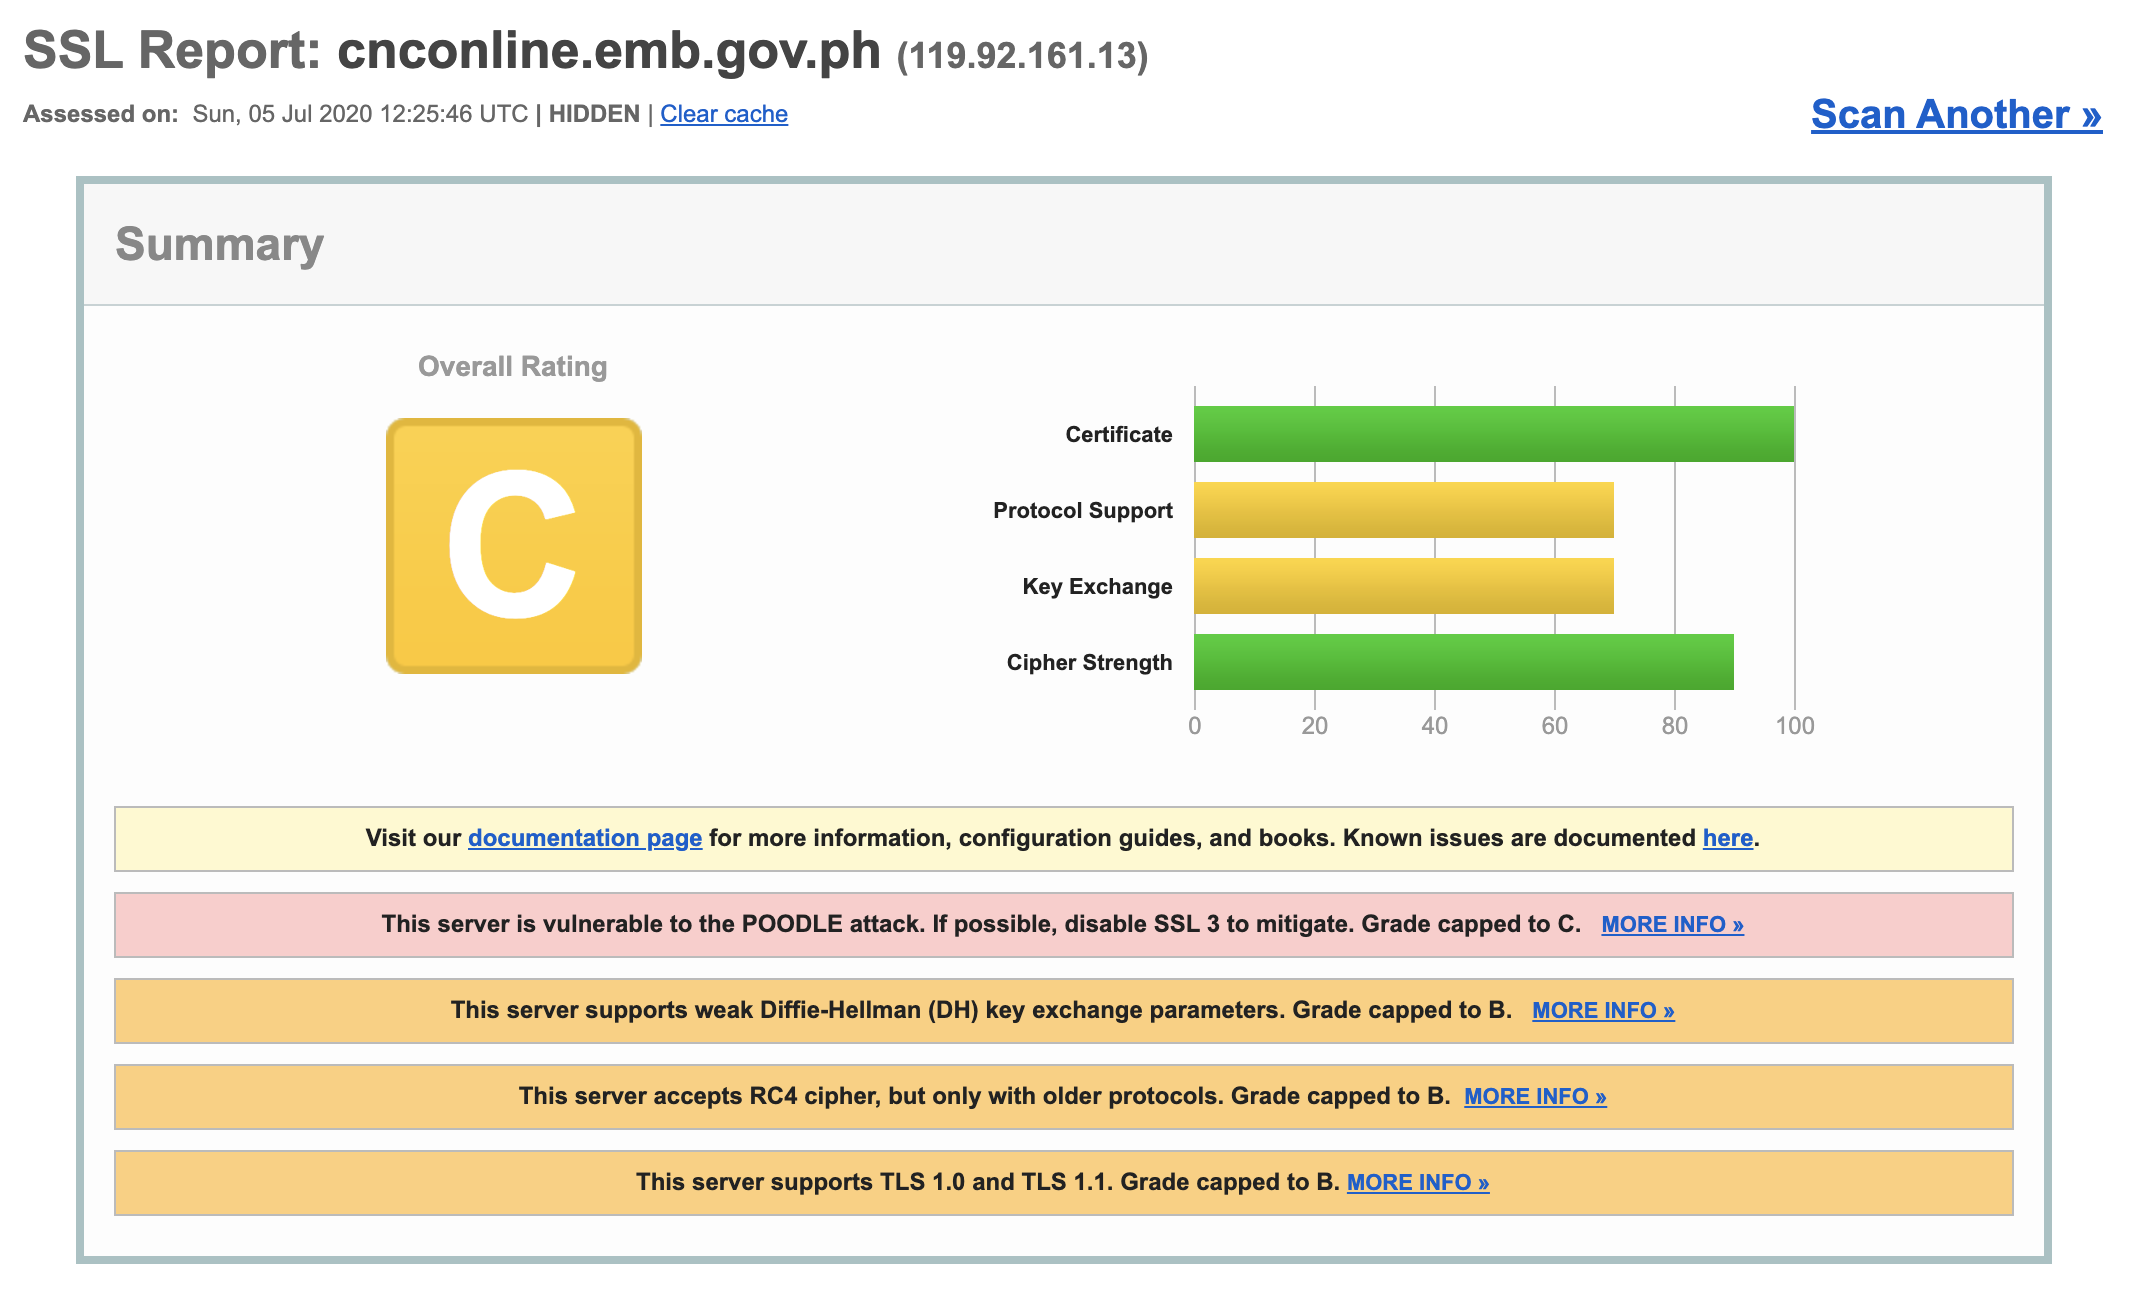 SSL Report: cnconline.emb.gov.ph (119.92.161.13)
Assessed on: Sun, 05 Jul 2020 12:25:46 UTC | HIDDEN | Clear cache
Scan Another »
Summary
Overall Rating
C
Certificate
Protocol Support
Key Exchange
Cipher Strength
0 20 40 60 80 100
Visit our documentation page for more information, configuration guides, and books. Known issues are documented here.
This server is vulnerable to the POODLE attack. If possible, disable SSL 3 to mitigate. Grade capped to C. MORE INFO »
This server supports weak Diffie-Hellman (DH) key exchange parameters. Grade capped to B. MORE INFO »
This server accepts RC4 cipher, but only with older protocols. Grade capped to B. MORE INFO »
This server supports TLS 1.0 and TLS 1.1. Grade capped to B. MORE INFO »